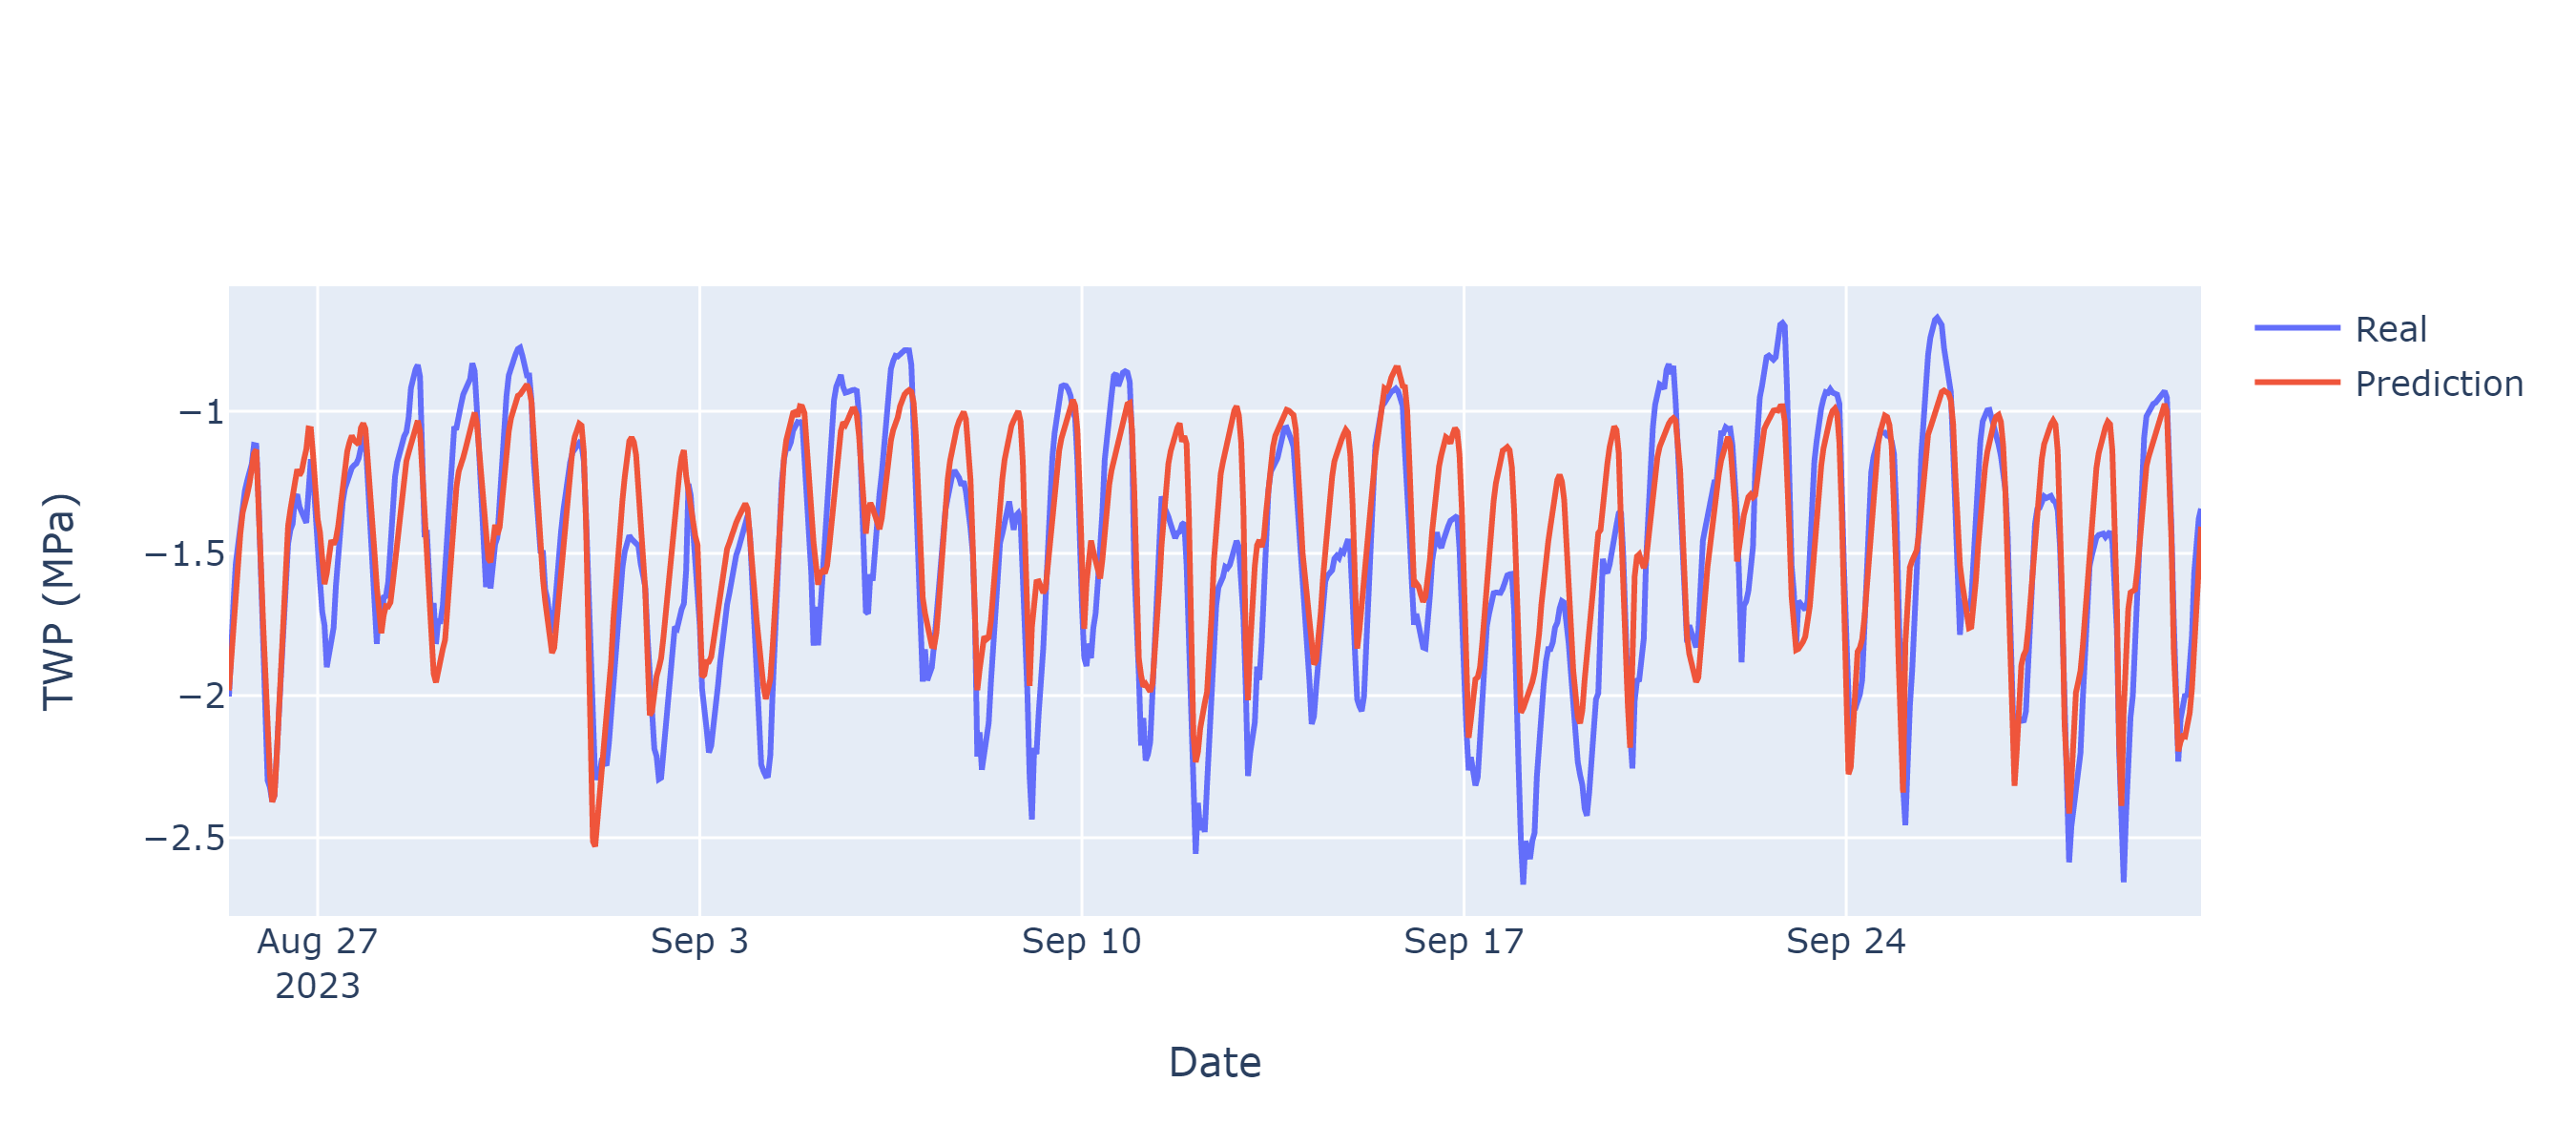 TWP (MPa)
−1
−1.5
−2
−2.5
Aug 27
2023
Sep 3
Sep 10
Sep 17
Sep 24
Date
Real
Prediction